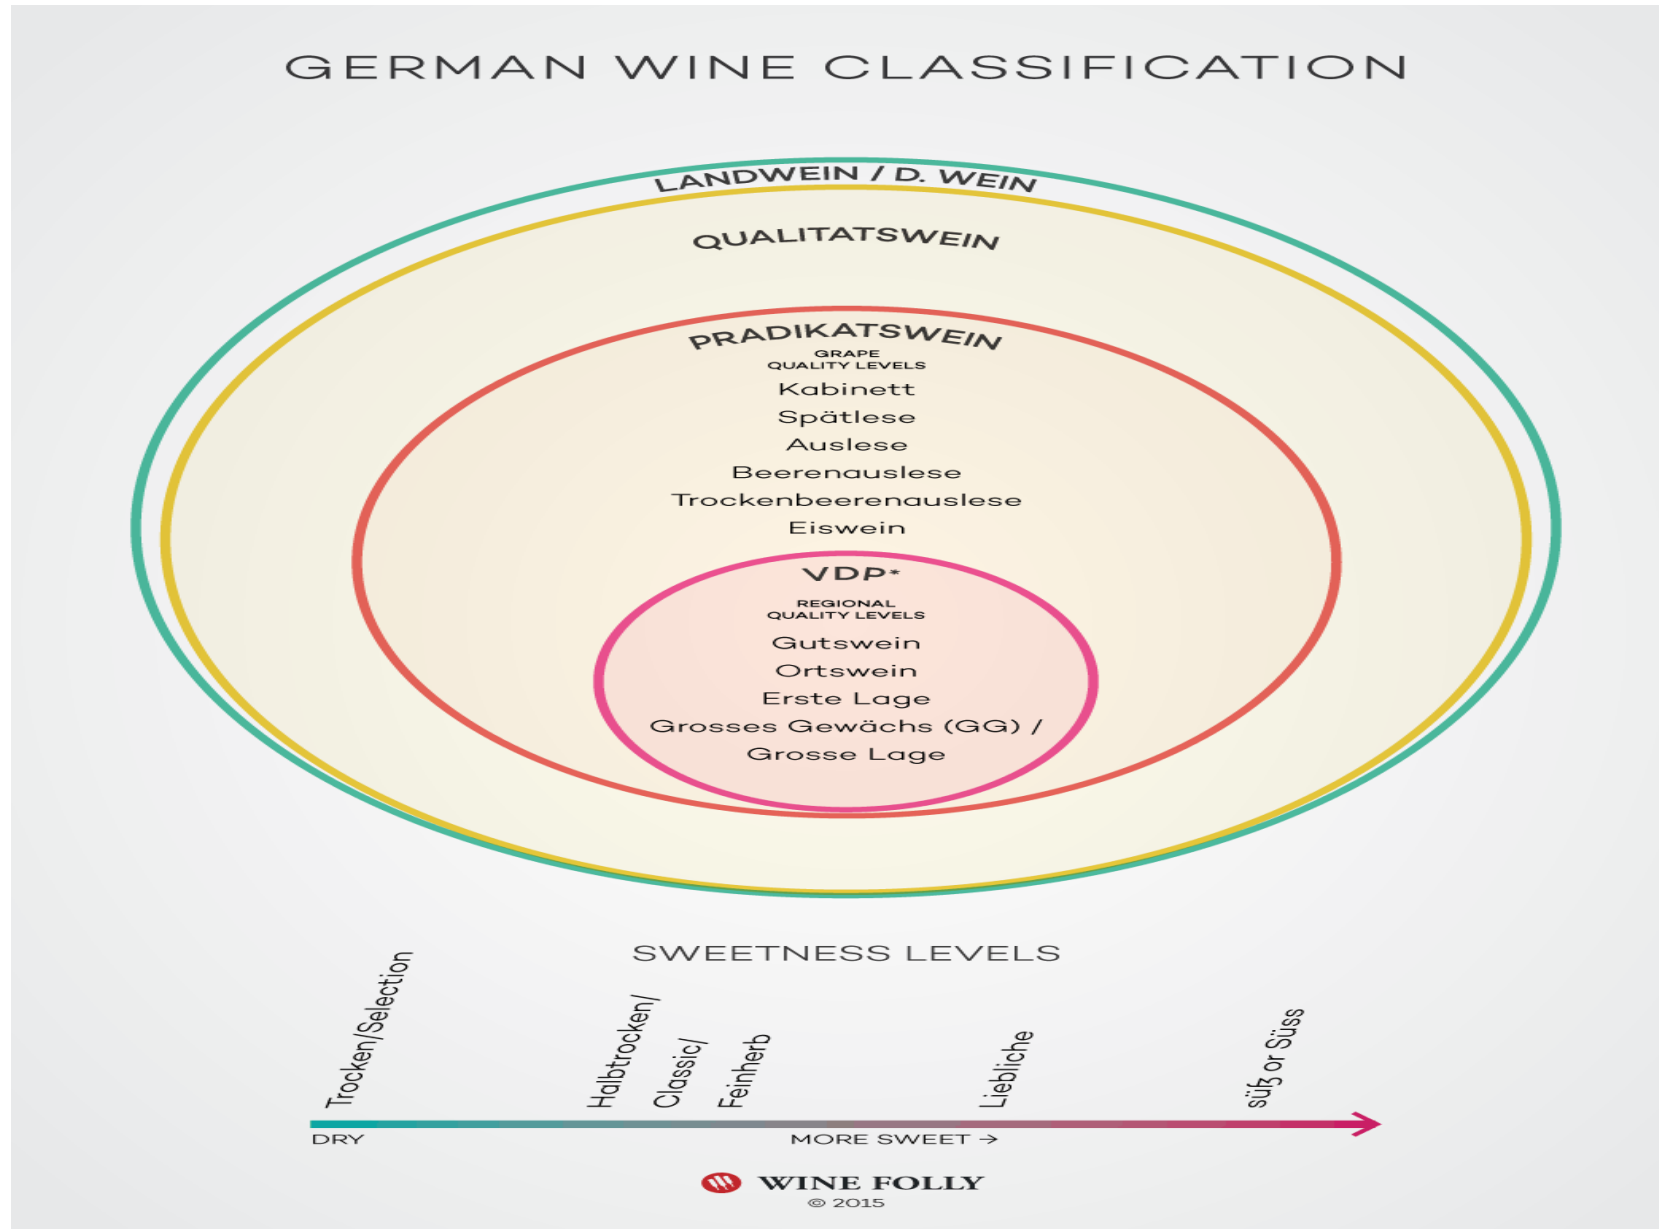 GERMAN WINE CLASSIFICATION
LANDWEIN / D. WEIN
QUALITATSWEIN
PRADIKATSWEIN
GRAPE
QUALITY LEVELS
Kabinett
Spätlese
Auslese
Beerenauslese
Trockenbeerenauslese
Eiswein
VDP*
REGIONAL
QUALITY LEVELS
Gutswein
Ortswein
Erste Lage
Grosses Gewächs (GG) /
Grosse Lage
SWEETNESS LEVELS
Trocken/Selection
Halbtrocken/
Classic/
Feinherb
Liebliche
süß or Süss
DRY
MORE SWEET →
WINE FOLLY
© 2015